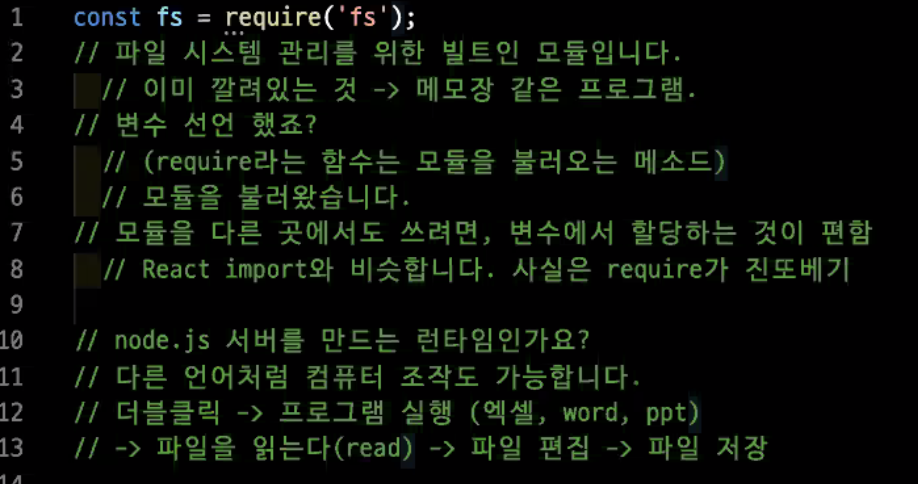 1 const fs = require('fs');
2 // 파일 시스템 관리를 위한 빌트인 모듈입니다.
3 // 이미 깔려있는 것 -> 메모장 같은 프로그램.
4 // 변수 선언 했죠?
5 // (require라는 함수는 모듈을 불러오는 메소드)
6 // 모듈을 불러왔습니다.
7 // 모듈을 다른 곳에서도 쓰려면, 변수에서 할당하는 것이 편함
8 // React import와 비슷합니다. 사실은 require가 진또베기
9
10 // node.js 서버를 만드는 런타임인가요?
11 // 다른 언어처럼 컴퓨터 조작도 가능합니다.
12 // 더블클릭 -> 프로그램 실행 (엑셀, word, ppt)
13 // -> 파일을 읽는다(read) -> 파일 편집 -> 파일 저장
14